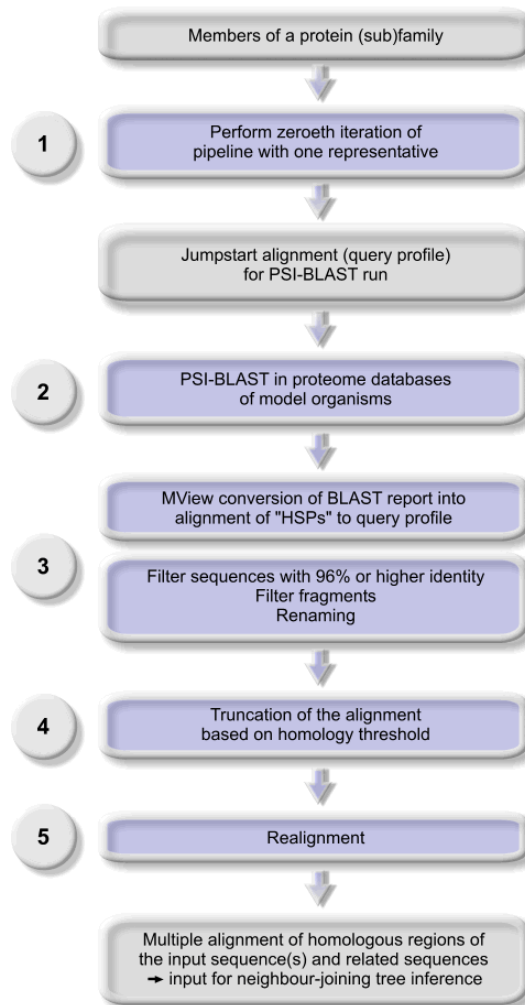 Members of a protein (sub)family
1
Perform zeroeth iteration of
pipeline with one representative
Jumpstart alignment (query profile)
for PSI-BLAST run
2
PSI-BLAST in proteome databases
of model organisms
MView conversion of BLAST report into
alignment of "HSPs" to query profile
3
Filter sequences with 96% or higher identity
Filter fragments
Renaming
4
Truncation of the alignment
based on homology threshold
5
Realignment
Multiple alignment of homologous regions of
the input sequence(s) and related sequences
➞ input for neighbour-joining tree inference